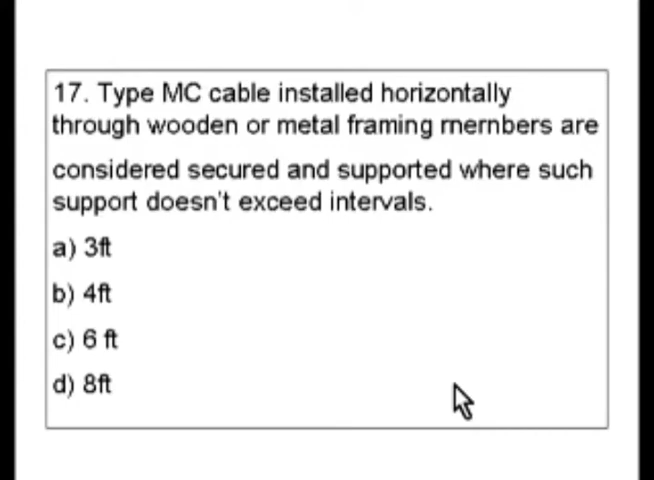 17. Type MC cable installed horizontally
through wooden or metal framing rnernbers are
considered secured and supported where such
support doesn't exceed intervals.
a) 3ft
b) 4ft
c) 6 ft
d) 8ft